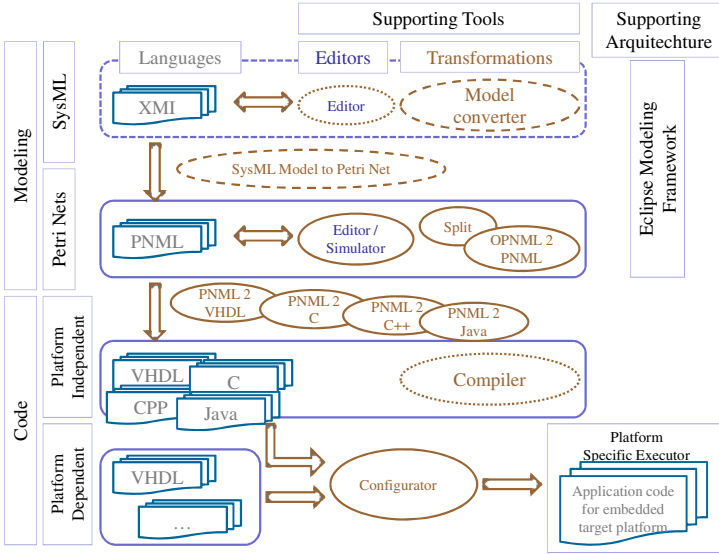 Supporting Tools
Supporting
Arquitechture
Languages
Editors
Transformations
Modeling
SysML
XMI
Editor
Model
converter
SysML Model to Petri Net
Eclipse Modeling
Framework
Petri Nets
PNML
Editor /
Simulator
Split
OPNML 2
PNML
PNML 2
VHDL
PNML 2
C
PNML 2
C++
PNML 2
Java
Code
Platform
Independent
VHDL
C
CPP
Java
Compiler
Platform
Dependent
VHDL
...
Configurator
Platform
Specific Executor
Application code
for embedded
target platform